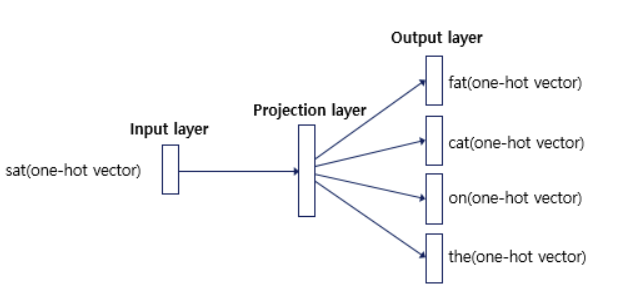 Output layer
fat(one-hot vector)
Projection layer
Input layer
cat(one-hot vector)
sat(one-hot vector)
on(one-hot vector)
the(one-hot vector)